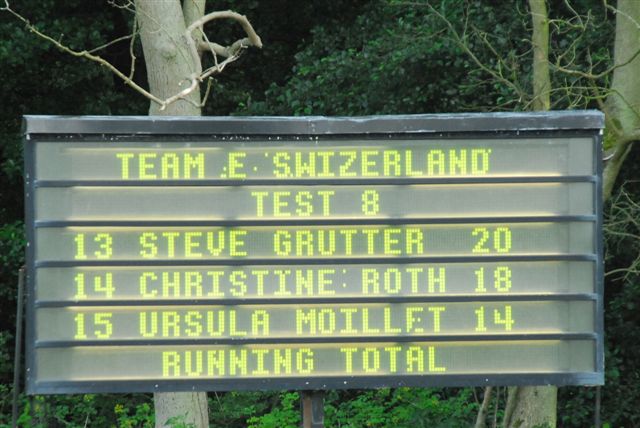 TEAM .E. 'SWIZERLAND'
TEST 8
13 STEVE GRUTTER 20
14 CHRISTINE ROTH 18
15 URSULA MOILLET 14
RUNNING TOTAL